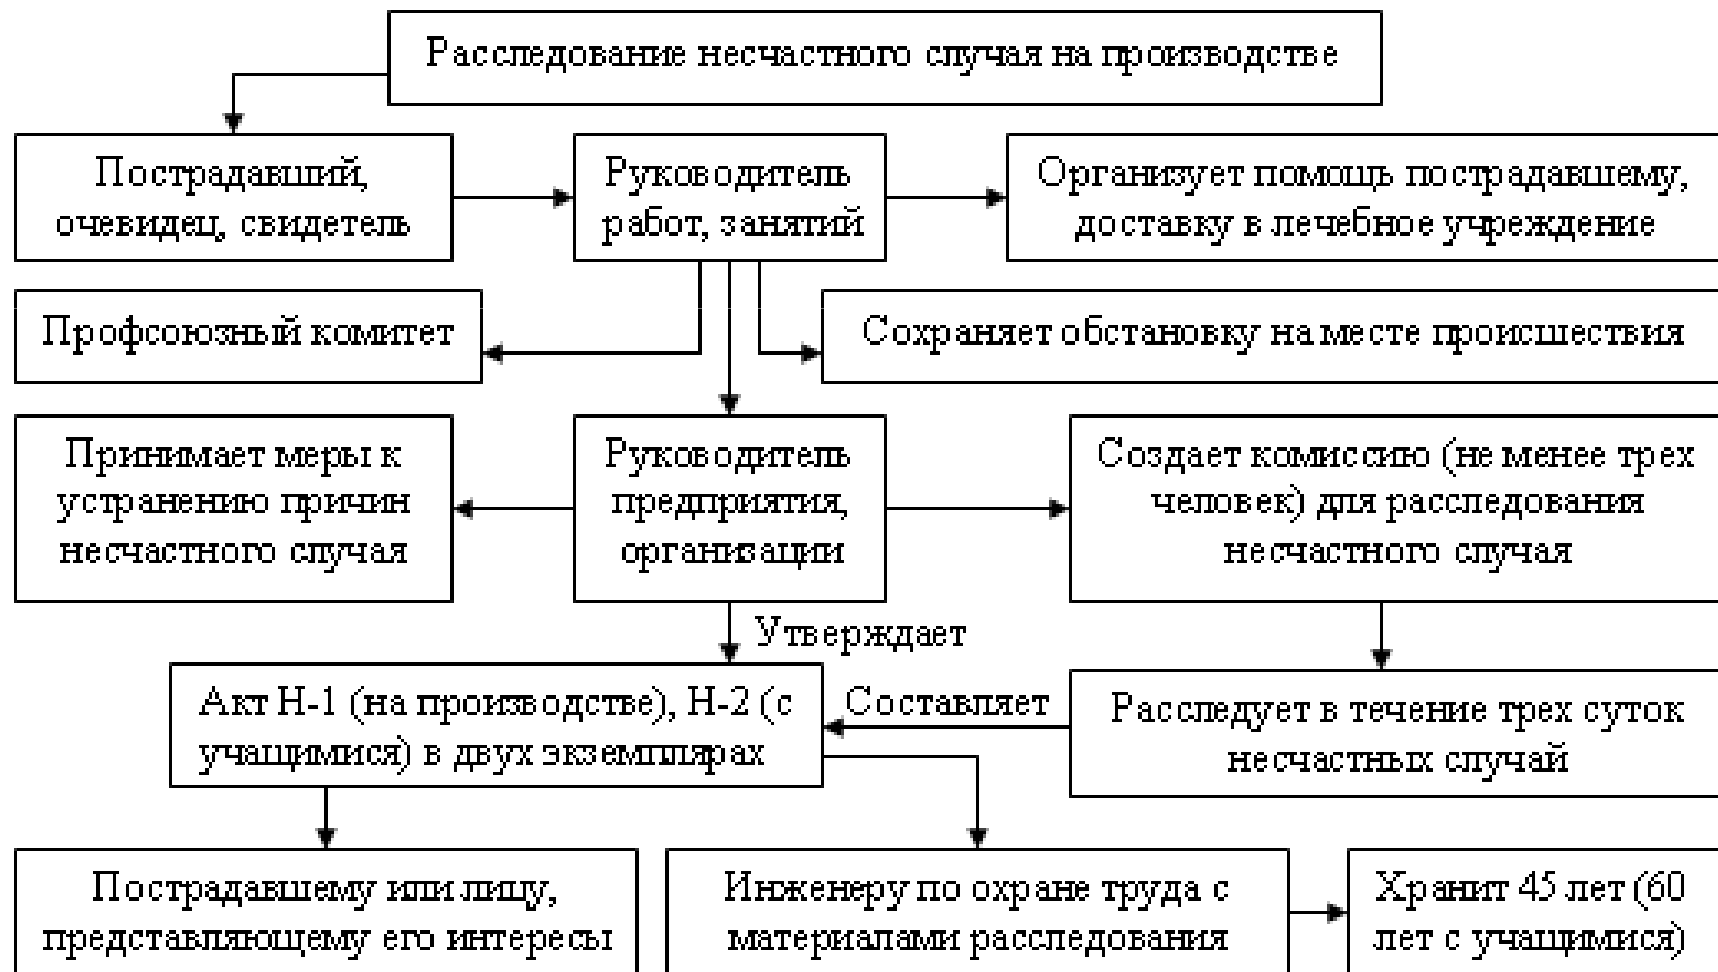 Расследование несчастного случая на производстве
Пострадавший,
очевидец, свидетель
Руководитель
работ, занятий
Организует помощь пострадавшему,
доставку в лечебное учреждение
Профсоюзный комитет
Сохраняет обстановку на месте происшествия
Принимает меры к
устранению причин
несчастного случая
Руководитель
предприятия,
организации
Создает комиссию (не менее трех
человек) для расследования
несчастного случая
Утверждает
Акт Н-1 (на производстве), Н-2 (с
учащимися) в двух экземплярах
Составляет
Расследует в течение трех суток
несчастных случай
Пострадавшему или лицу,
представляющему его интересы
Инженеру по охране труда с
материалами расследования
Хранит 45 лет (60
лет с учащимися)